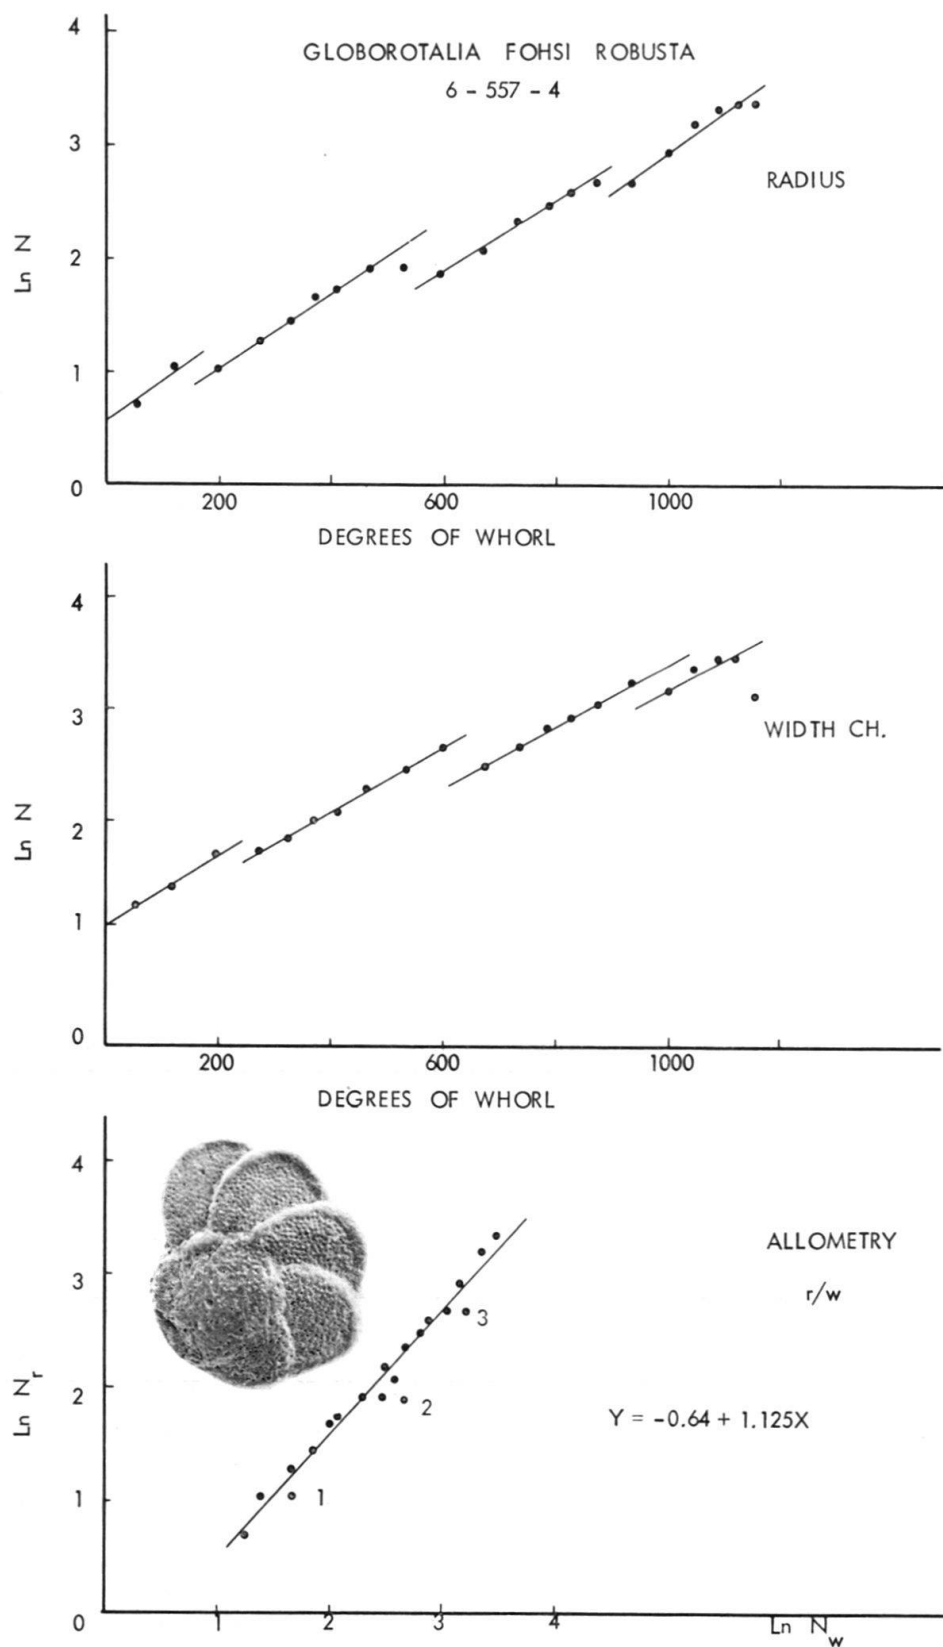 GLOBOROTALIA FOHSI ROBUSTA
6 - 557 - 4
4
3
2
1
0
Ln N
RADIUS
200
600
1000
DEGREES OF WHORL
4
3
2
1
0
Ln N
WIDTH CH.
200
600
1000
DEGREES OF WHORL
4
3
2
1
0
Ln Nr
ALLOMETRY
r/w
3
2
1
Y = -0.64 + 1.125X
1
2
3
4
Ln Nw